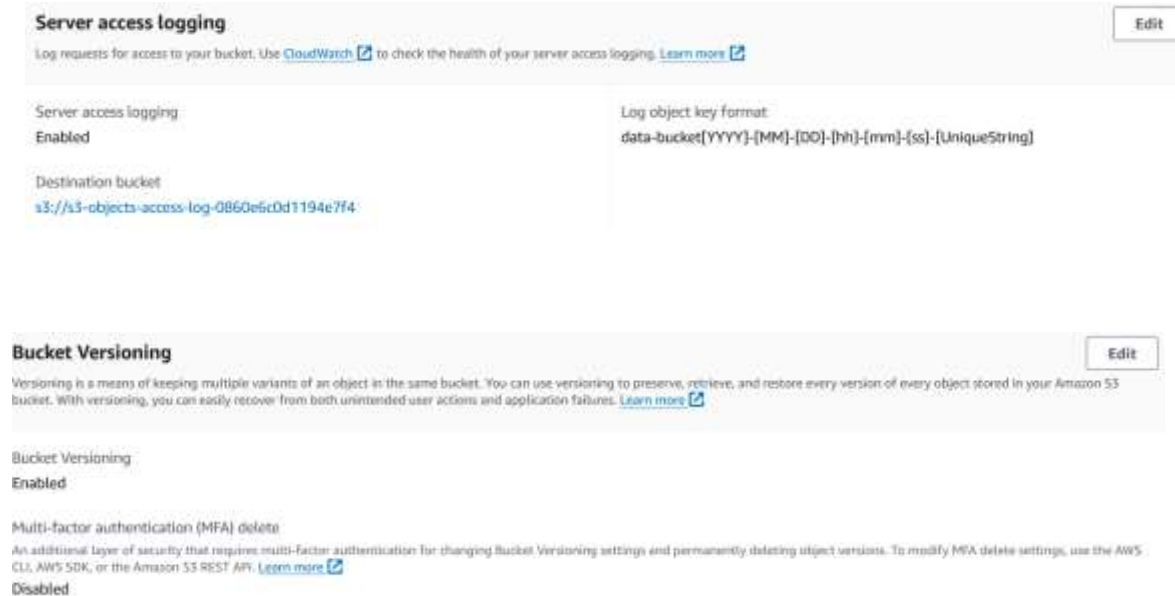 Server access logging
Edit
Log requests for access to your bucket. Use CloudWatch to check the health of your server access logging. Learn more
Server access logging
Enabled
Log object key format
data-bucket[YYYY]-[MM]-[DD]-[hh]-[mm]-[ss]-[UniqueString]
Destination bucket
s3://s3-objects-access-log-0860e6c0d1194e7f4
Bucket Versioning
Edit
Versioning is a means of keeping multiple variants of an object in the same bucket. You can use versioning to preserve, retrieve, and restore every version of every object stored in your Amazon S3
bucket. With versioning, you can easily recover from both unintended user actions and application failures. Learn more
Bucket Versioning
Enabled
Multi-factor authentication (MFA) delete
An additional layer of security that requires multi-factor authentication for changing Bucket Versioning settings and permanently deleting object versions. To modify MFA delete settings, use the AWS
CLI, AWS SDK, or the Amazon S3 REST API. Learn more
Disabled